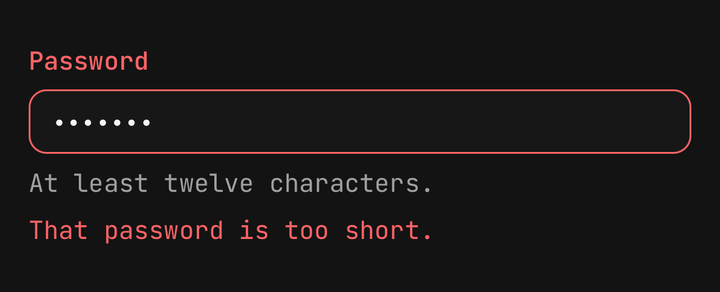 Password
•••••••
At least twelve characters.
That password is too short.